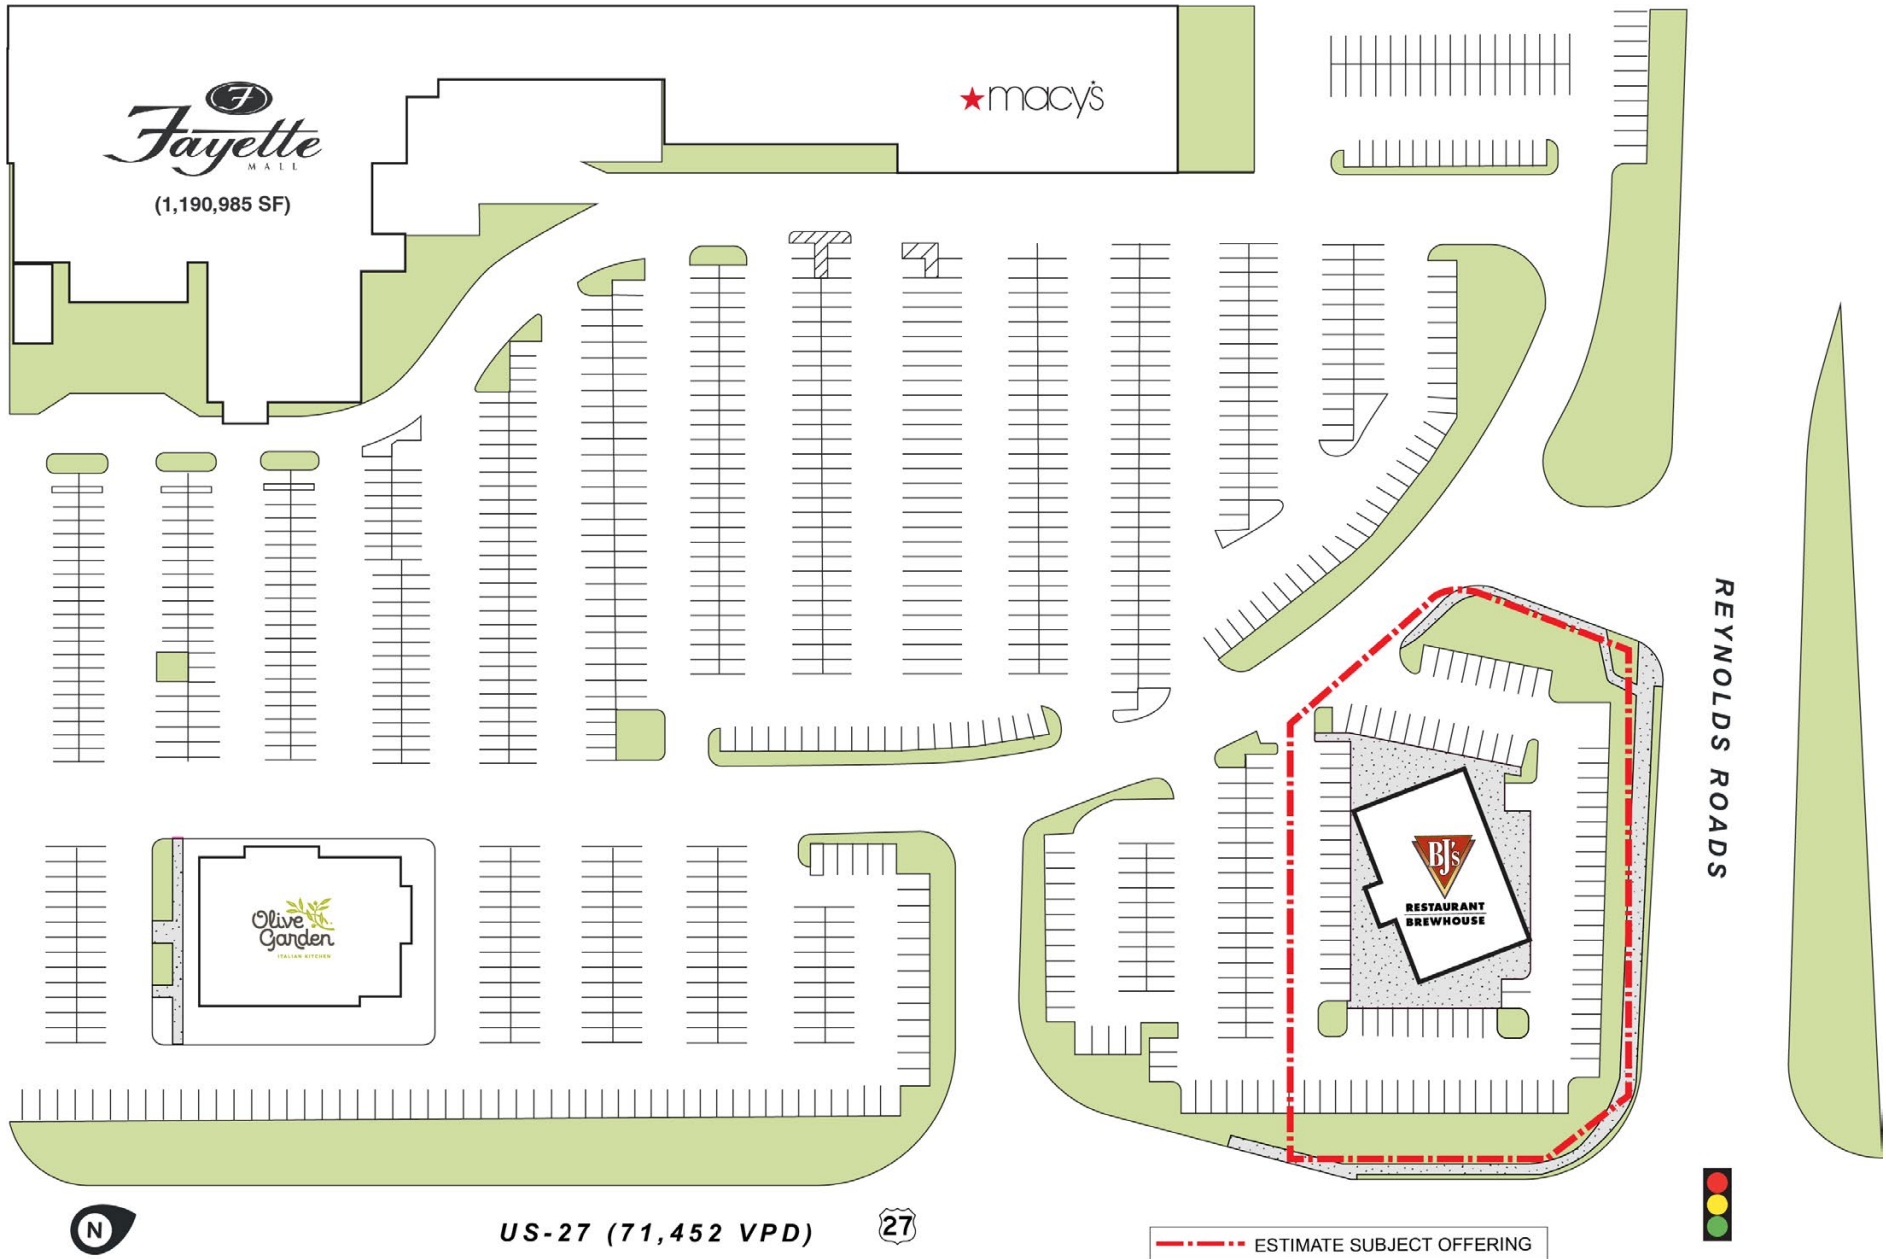 F
Fayette
MALL
(1,190,985 SF)
macy's
REYNOLDS ROADS
BJ's
RESTAURANT
BREWHOUSE
Olive
Garden
ITALIAN KITCHEN
N
US-27 (71,452 VPD)
27
ESTIMATE SUBJECT OFFERING